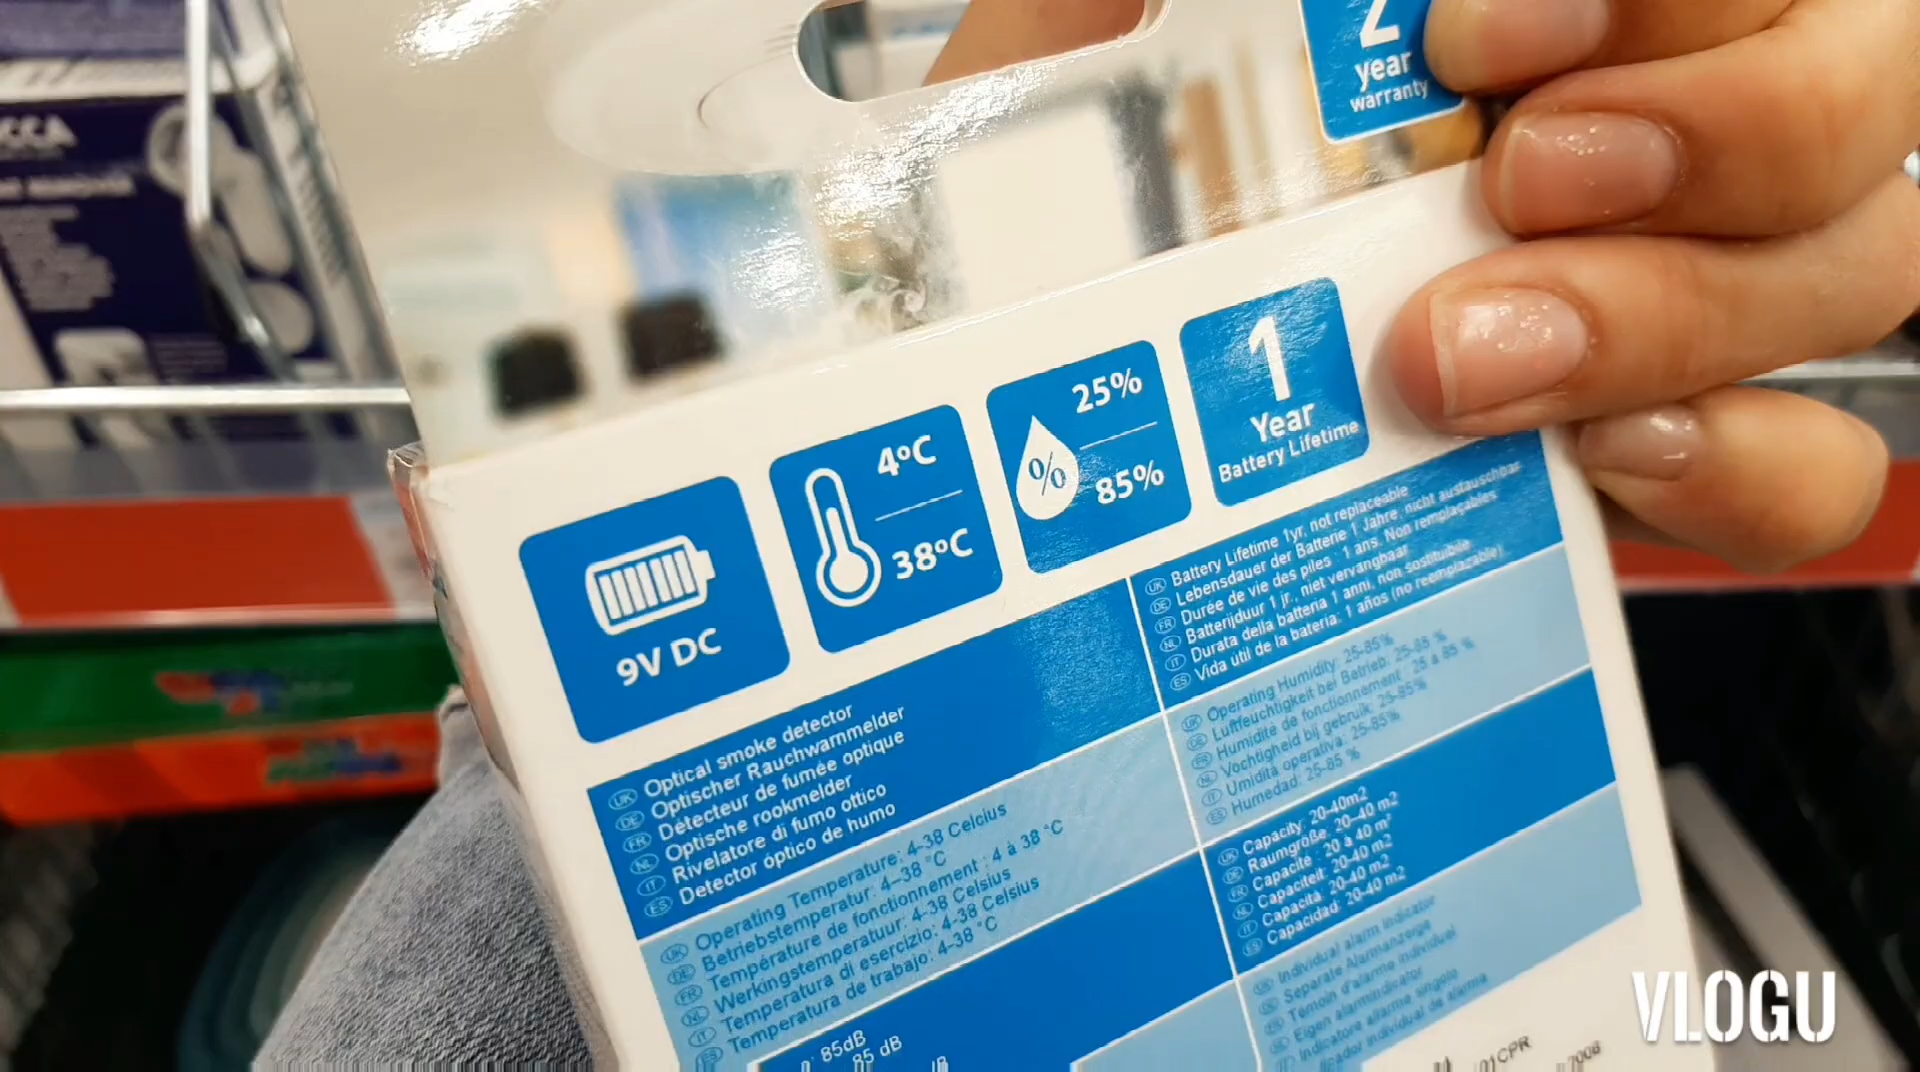 2
year
warranty
CCA
9V DC
4ºC
38ºC
25%
%
85%
1
Year
Battery Lifetime
UK Optical smoke detector
DE Optischer Rauchwarnmelder
FR Détecteur de fumée optique
NL Optische rookmelder
IT Rivelatore di fumo ottico
ES Detector óptico de humo
UK Battery Lifetime 1yr, not replaceable
DE Lebensdauer der Batterie 1 Jahre, nicht austauschbar
FR Durée de vie des piles : 1 ans. Non remplaçables
NL Batterijduur 1 jr., niet vervangbaar
IT Durata della batteria 1 anni, non sostituibile
ES Vida útil de la bateria: 1 años (no reemplazable)
UK Operating Temperature: 4-38 Celcius
DE Betriebstemperatur: 4–38 °C
FR Température de fonctionnement : 4 à 38 °C
NL Werkingstemperatuur: 4-38 Celsius
IT Temperatura di esercizio: 4-38 Celsius
ES Temperatura de trabajo: 4-38 °C
UK Operating Humidity: 25-85%
DE Luftfeuchtigkeit bei Betrieb: 25-85 %
FR Humidité de fonctionnement : 25 à 85 %
NL Vochtigheid bij gebruik: 25-85%
IT Umidità operativa: 25-85%
ES Humedad: 25-85 %
UK Capacity: 20-40m2
DE Raumgröße: 20-40 m2
FR Capacité : 20 à 40 m²
NL Capaciteit: 20-40 m2
IT Capacità: 20-40 m2
ES Capacidad: 20-40 m2
UK Individual alarm indicator
DE Separate Alarmanzeige
FR Témoin d'alarme individuel
NL Eigen alarmindicator
IT Indicatore allarme singolo
individual de alarma
85dB
85 dB
01CPR
VLOGU